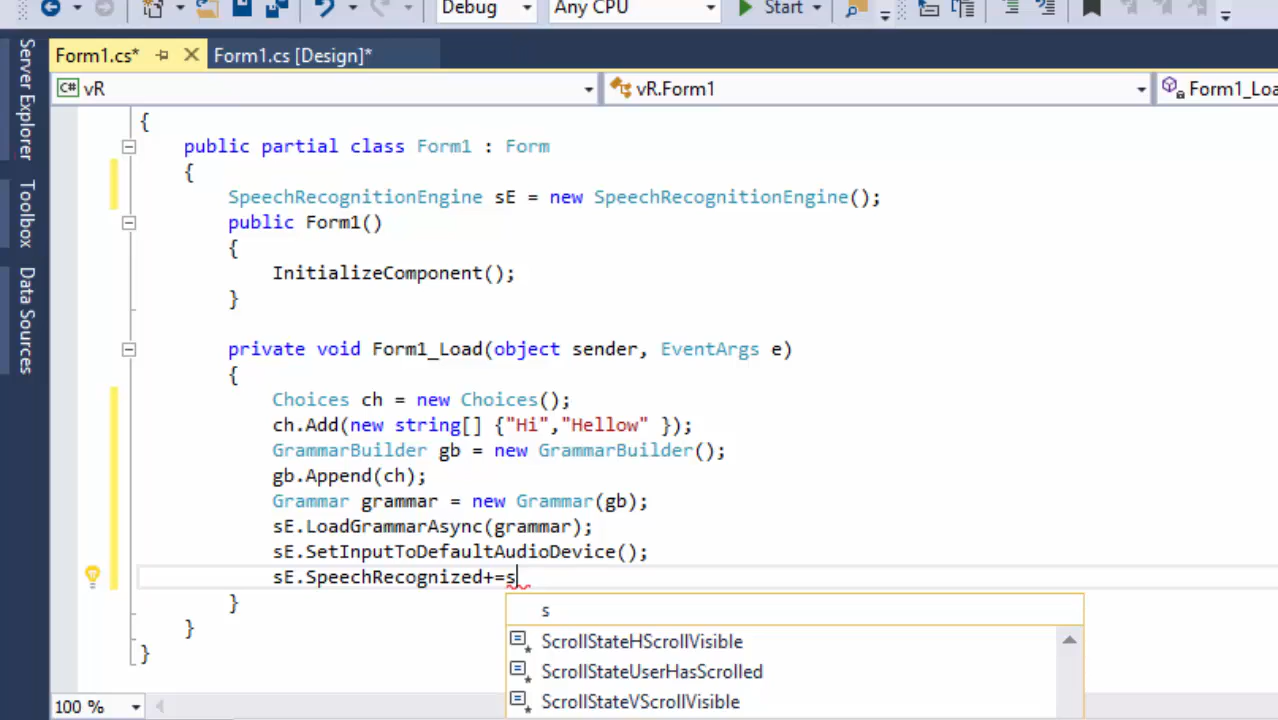 Debug Any CPU Start
Form1.cs* Form1.cs [Design]*
C# vR vR.Form1 Form1_Loa
Server Explorer
Toolbox
Data Sources
{
public partial class Form1 : Form
{
SpeechRecognitionEngine sE = new SpeechRecognitionEngine();
public Form1()
{
InitializeComponent();
}
private void Form1_Load(object sender, EventArgs e)
{
Choices ch = new Choices();
ch.Add(new string[] {"Hi","Hellow" });
GrammarBuilder gb = new GrammarBuilder();
gb.Append(ch);
Grammar grammar = new Grammar(gb);
sE.LoadGrammarAsync(grammar);
sE.SetInputToDefaultAudioDevice();
sE.SpeechRecognized+=s
}
}
}
s
ScrollStateHScrollVisible
ScrollStateUserHasScrolled
ScrollStateVScrollVisible
100 %